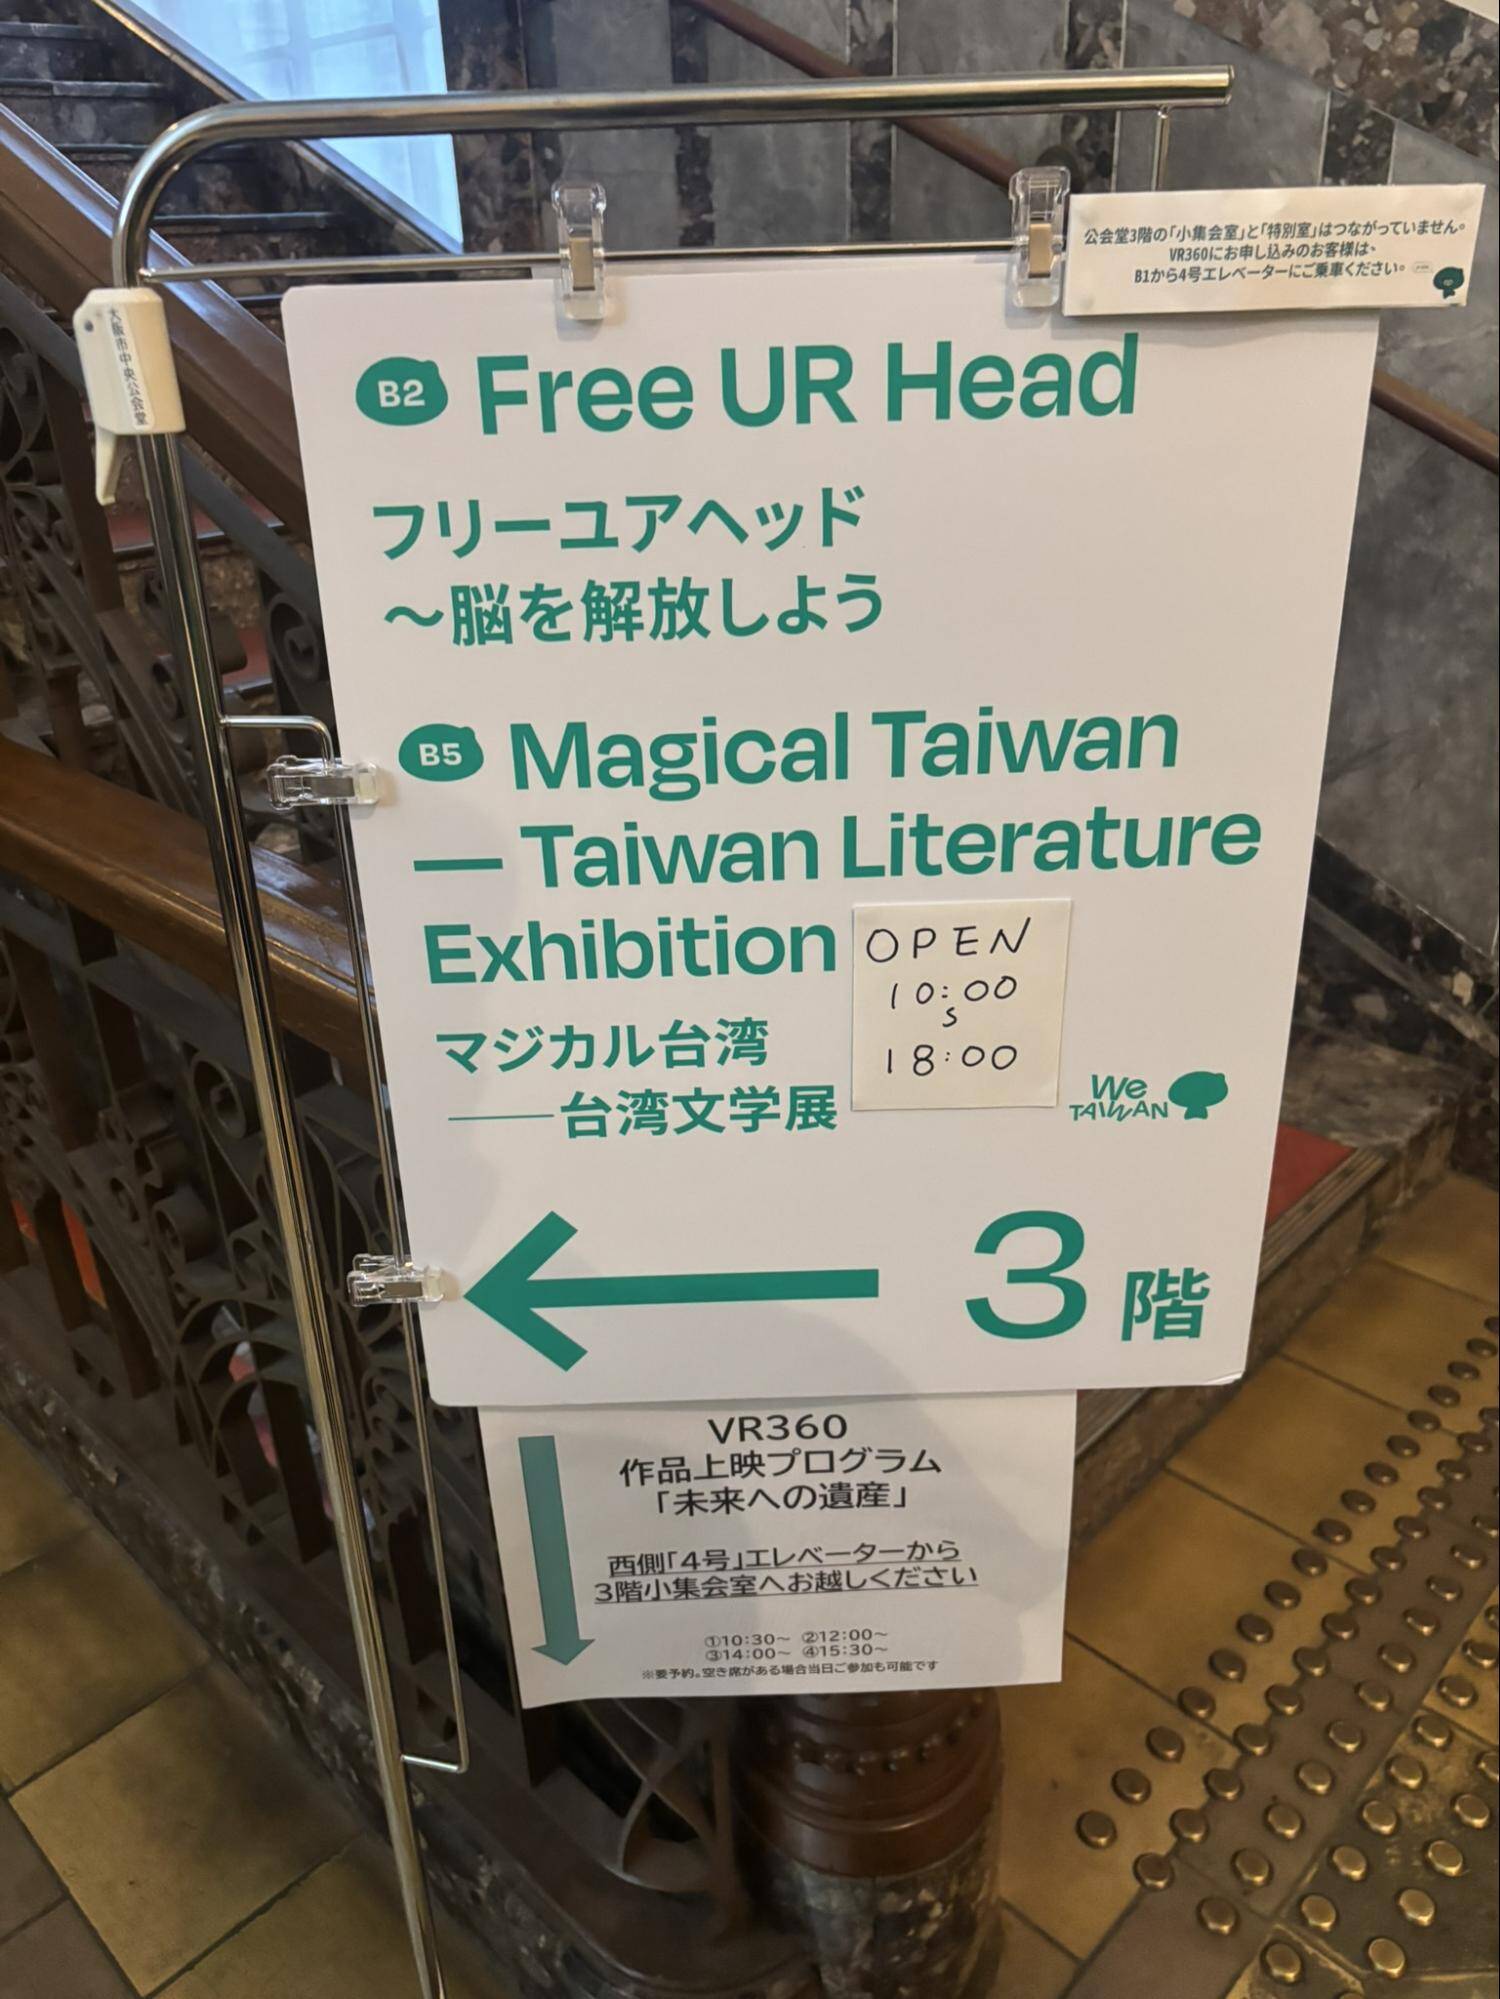 公会堂3階の「小集会室」と「特別室」はつながっていません。
VR360にお申し込みのお客様は、
B1から4号エレベーターにご乗車ください。
大阪市中央公会堂
B2 Free UR Head
フリーユアヘッド
～脳を解放しよう
B5 Magical Taiwan
— Taiwan Literature
Exhibition
OPEN
10:00
S
18:00
マジカル台湾
——台湾文学展
We
TAIWAN
3階
VR360
作品上映プログラム
「未来への遺産」
西側「4号」エレベーターから
3階小集会室へお越しください
①10:30～ ②12:00～
③14:00～ ④15:30～
※要予約。空き席がある場合当日ご参加も可能です